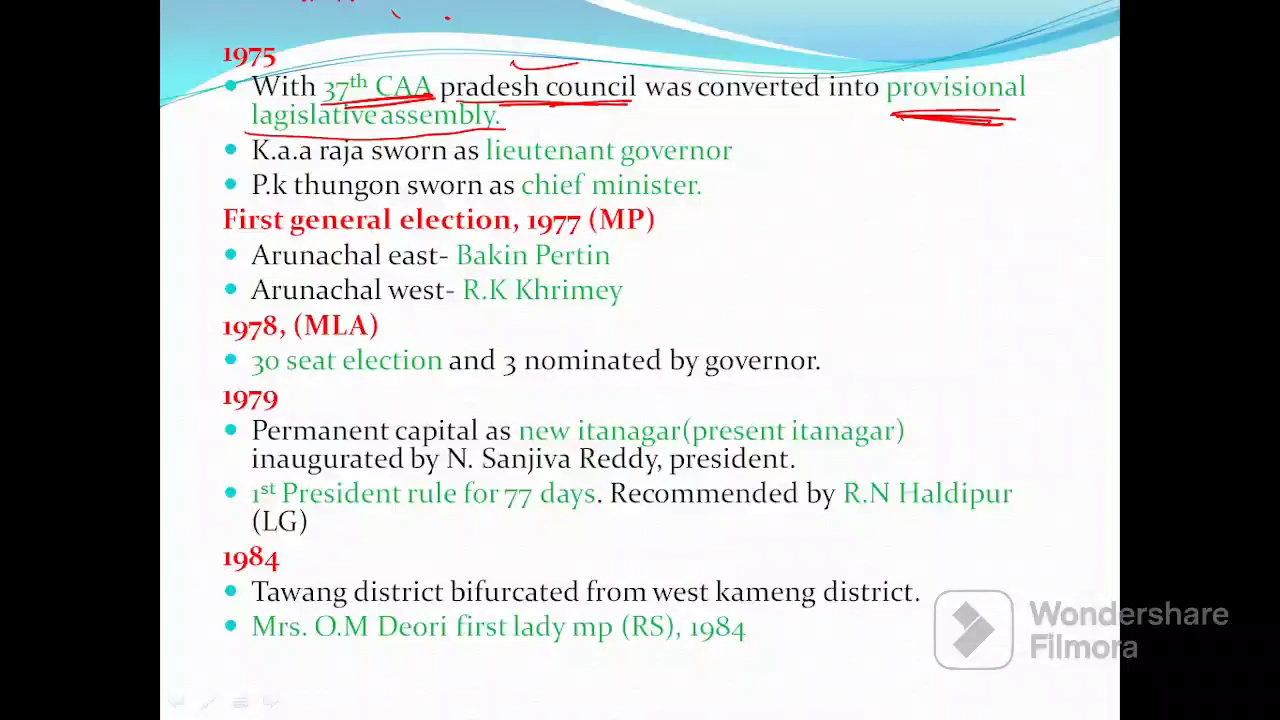 1975
With 37th CAA pradesh council was converted into provisional
lagislative assembly.
K.a.a raja sworn as lieutenant governor
P.k thungon sworn as chief minister.
First general election, 1977 (MP)
Arunachal east- Bakin Pertin
Arunachal west- R.K Khrimey
1978, (MLA)
30 seat election and 3 nominated by governor.
1979
Permanent capital as new itanagar(present itanagar)
inaugurated by N. Sanjiva Reddy, president.
1st President rule for 77 days. Recommended by R.N Haldipur
(LG)
1984
Tawang district bifurcated from west kameng district.
Mrs. O.M Deori first lady mp (RS), 1984
Wondershare
Filmora